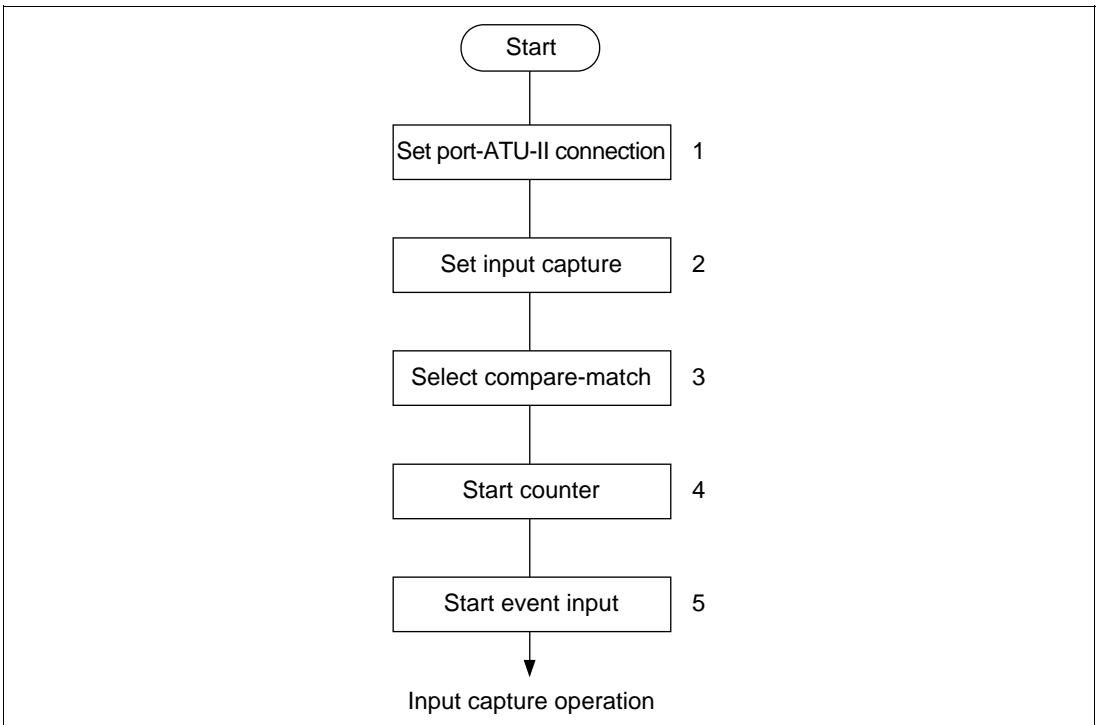 Start
Set port-ATU-II connection 1
Set input capture 2
Select compare-match 3
Start counter 4
Start event input 5
Input capture operation